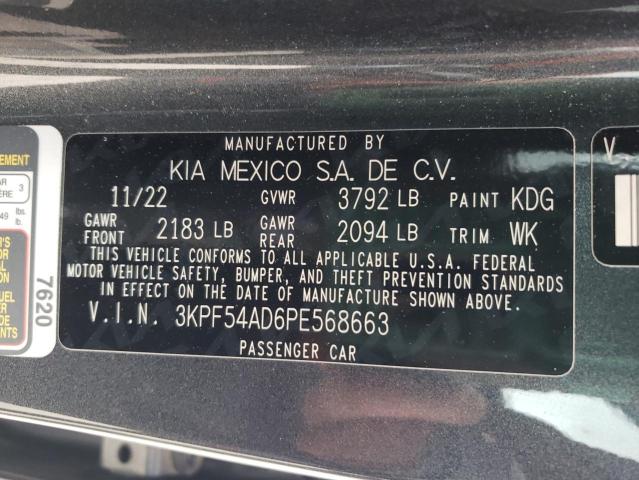 MANUFACTURED BY
KIA MEXICO S.A. DE C.V.
11/22 GVWR 3792 LB PAINT KDG
GAWR FRONT 2183 LB GAWR REAR 2094 LB TRIM WK
THIS VEHICLE CONFORMS TO ALL APPLICABLE U.S.A. FEDERAL
MOTOR VEHICLE SAFETY, BUMPER, AND THEFT PREVENTION STANDARDS
IN EFFECT ON THE DATE OF MANUFACTURE SHOWN ABOVE.
V.I.N. 3KPF54AD6PE568663
PASSENGER CAR
7620
3
lbs.
V